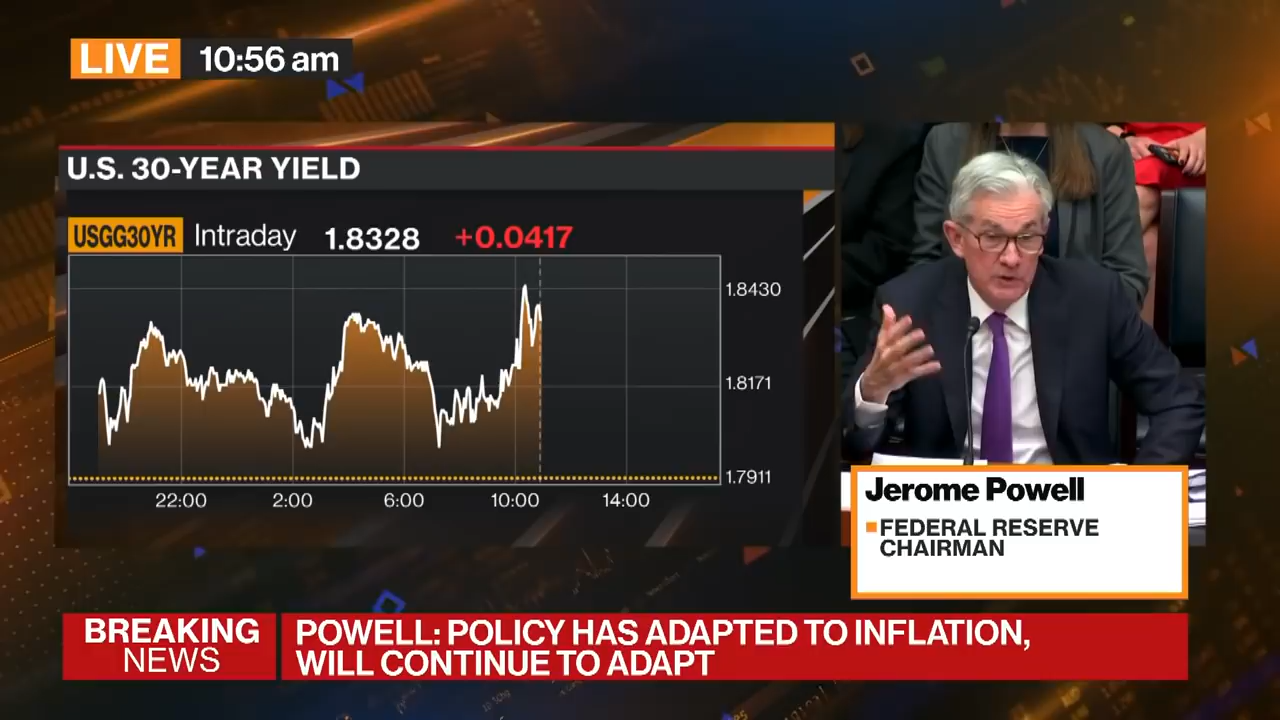 LIVE 10:56 am
U.S. 30-YEAR YIELD
USGG30YR Intraday 1.8328 +0.0417
1.8430
1.8171
1.7911
22:00 2:00 6:00 10:00 14:00
Jerome Powell
FEDERAL RESERVE
CHAIRMAN
BREAKING
NEWS
POWELL: POLICY HAS ADAPTED TO INFLATION,
WILL CONTINUE TO ADAPT